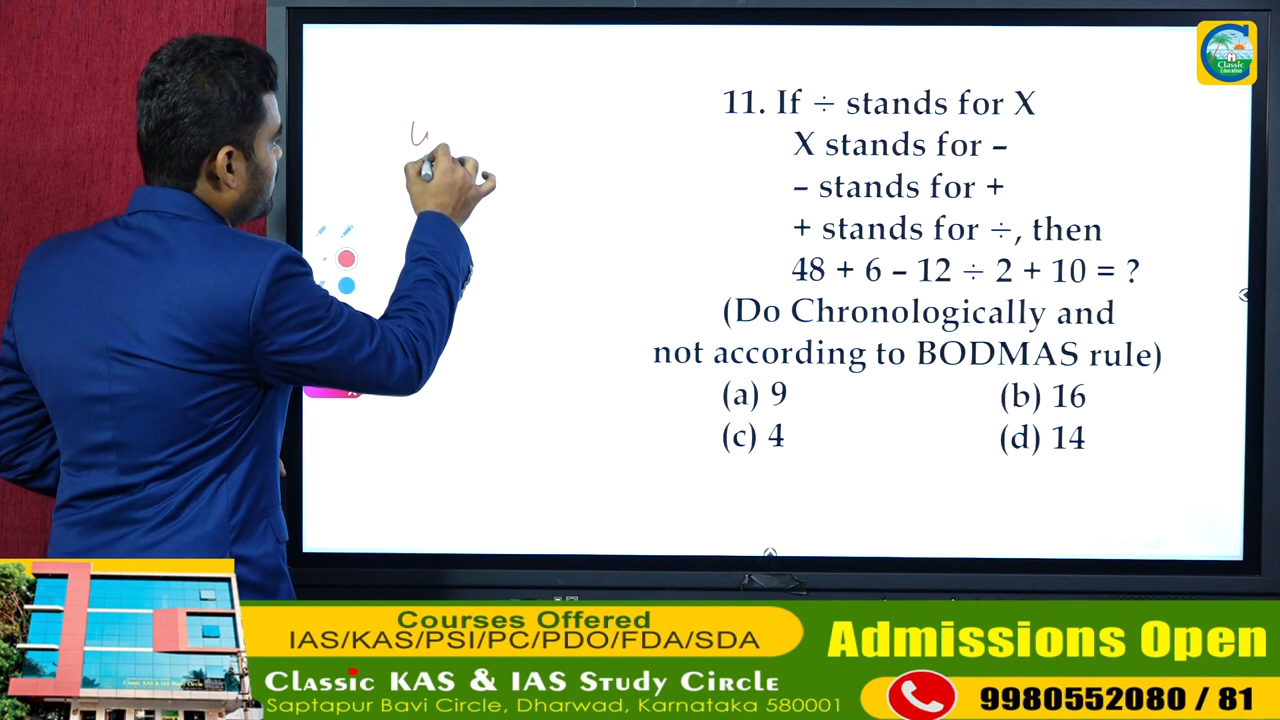 Classic
Education
11. If ÷ stands for X
X stands for –
– stands for +
+ stands for ÷, then
48 + 6 – 12 ÷ 2 + 10 = ?
(Do Chronologically and
not according to BODMAS rule)
(a) 9 (b) 16
(c) 4 (d) 14
Courses Offered
IAS/KAS/PSI/PC/PDO/FDA/SDA
Admissions Open
Classic KAS & IAS Study Circle
Saptapur Bavi Circle, Dharwad, Karnataka 580001
9980552080 / 81